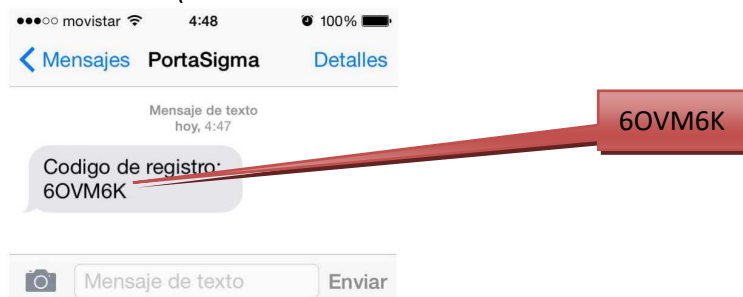 movistar 4:48 100%
Mensajes PortaSigma Detalles
Mensaje de texto
hoy, 4:47
Codigo de registro:
6OVM6K
6OVM6K
Mensaje de texto Enviar